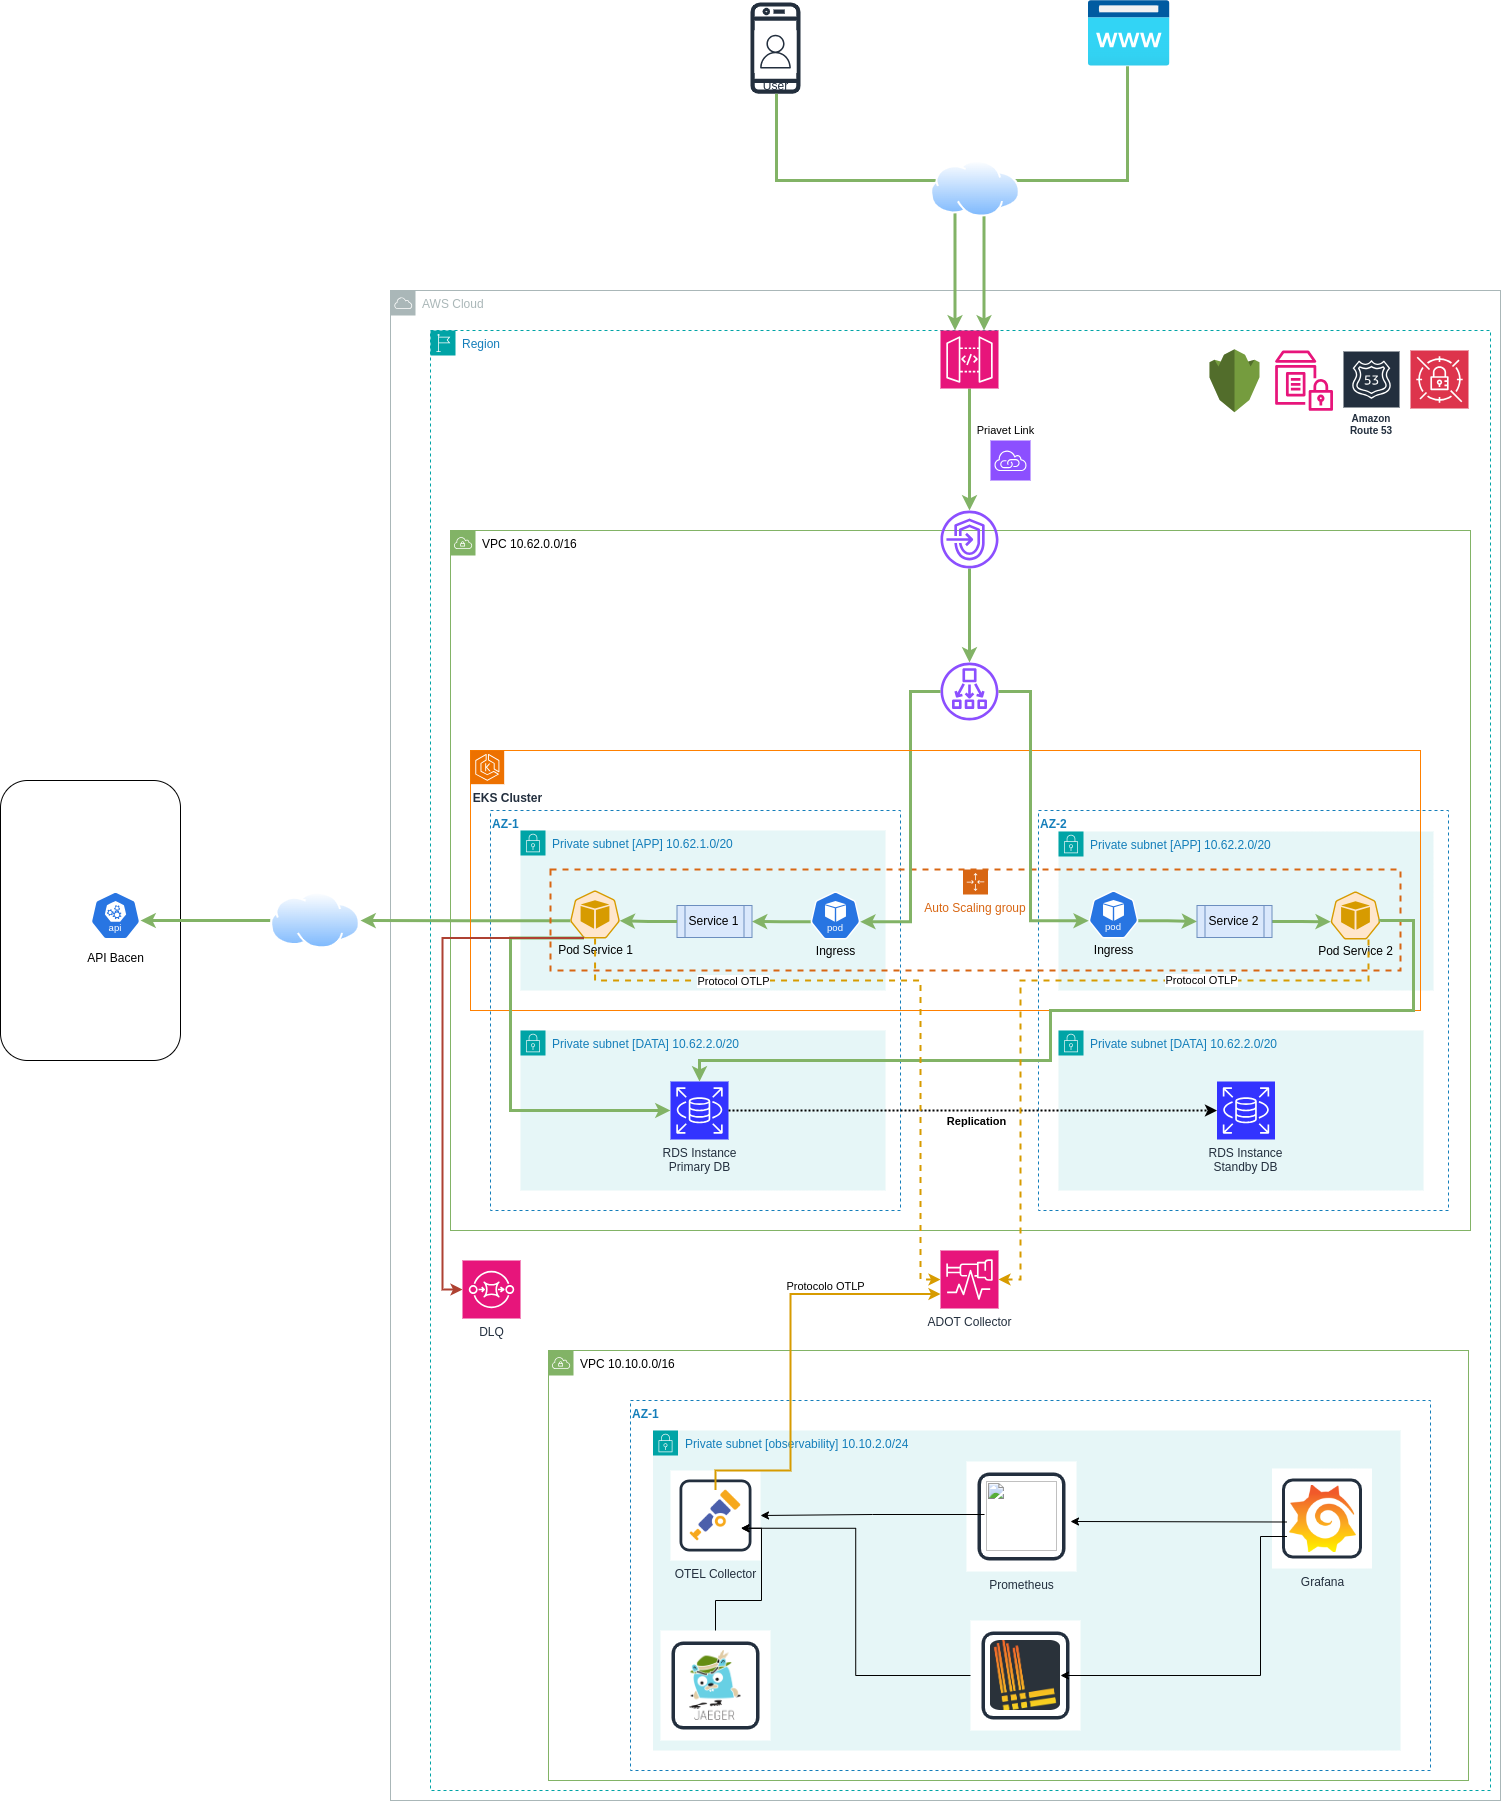 User
WWW
AWS Cloud
Region
53
Amazon
Route 53
Priavet Link
VPC 10.62.0.0/16
EKS Cluster
AZ-1
AZ-2
Private subnet [APP] 10.62.1.0/20
Private subnet [APP] 10.62.2.0/20
Auto Scaling group
api
API Bacen
Pod Service 1
Service 1
pod
Ingress
pod
Ingress
Service 2
Pod Service 2
Protocol OTLP
Protocol OTLP
Private subnet [DATA] 10.62.2.0/20
Private subnet [DATA] 10.62.2.0/20
Replication
RDS Instance
Primary DB
RDS Instance
Standby DB
DLQ
Protocolo OTLP
ADOT Collector
VPC 10.10.0.0/16
AZ-1
Private subnet [observability] 10.10.2.0/24
OTEL Collector
Prometheus
Grafana
JAEGER